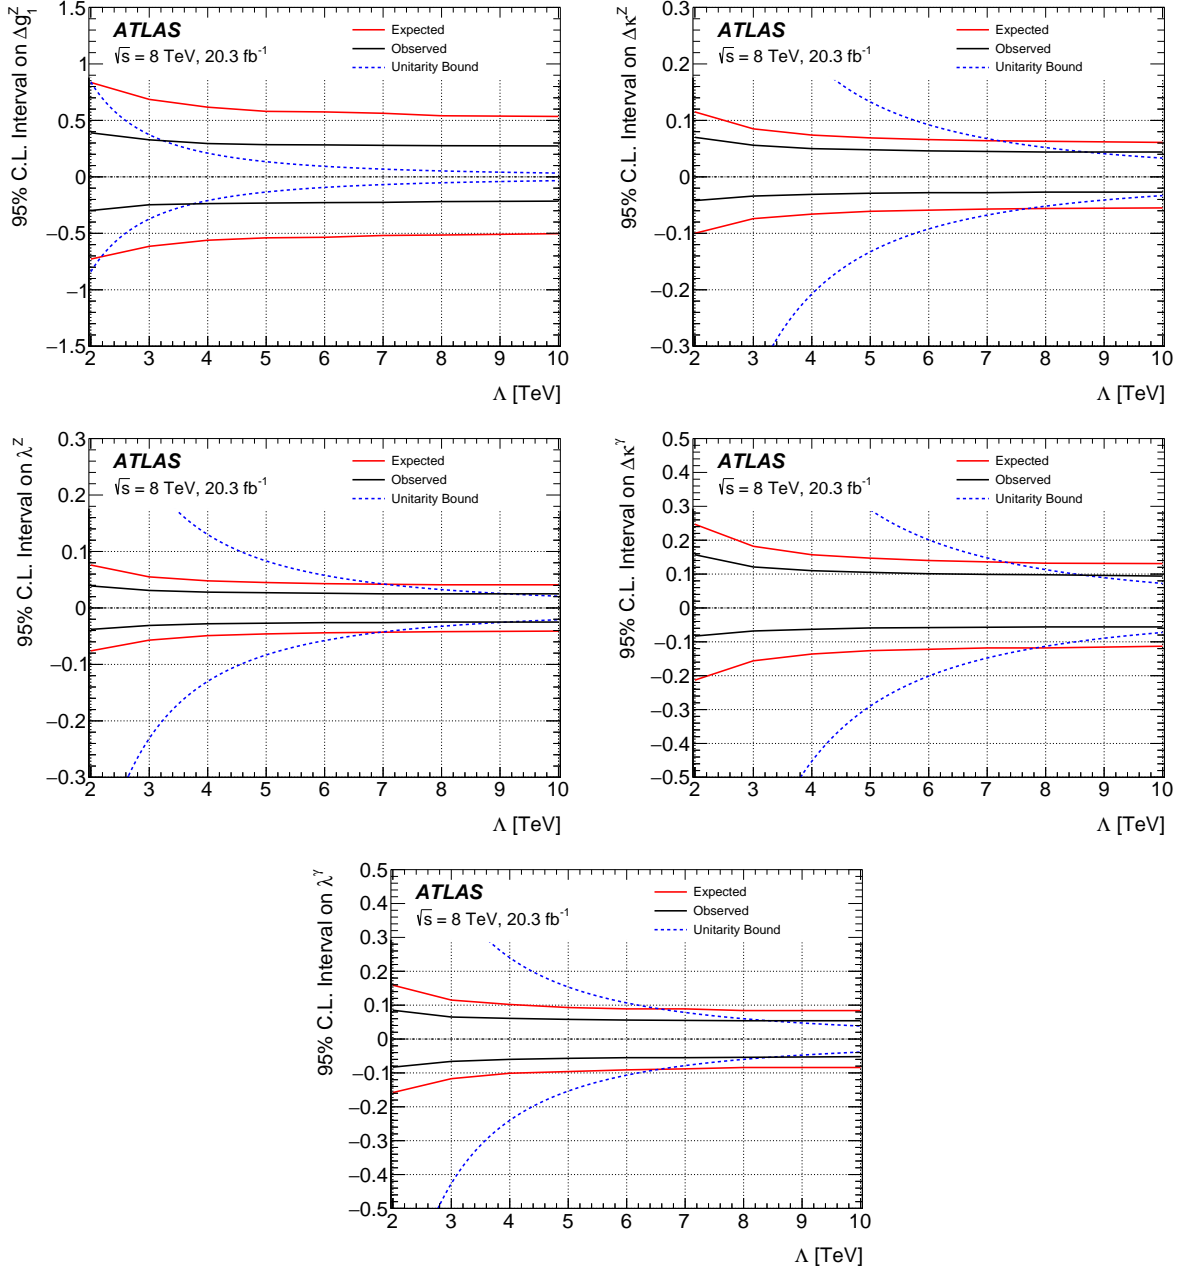 95% C.L. Interval on Δg₁ᶻ
1.5
1
0.5
0
−0.5
−1
−1.5
ATLAS
√s = 8 TeV, 20.3 fb⁻¹
Expected
Observed
Unitarity Bound
2 3 4 5 6 7 8 9 10
Λ [TeV]
95% C.L. Interval on Δκᶻ
0.3
0.2
0.1
0
−0.1
−0.2
−0.3
ATLAS
√s = 8 TeV, 20.3 fb⁻¹
Expected
Observed
Unitarity Bound
2 3 4 5 6 7 8 9 10
Λ [TeV]
95% C.L. Interval on λᶻ
0.3
0.2
0.1
0
−0.1
−0.2
−0.3
ATLAS
√s = 8 TeV, 20.3 fb⁻¹
Expected
Observed
Unitarity Bound
2 3 4 5 6 7 8 9 10
Λ [TeV]
95% C.L. Interval on Δκᵞ
0.5
0.4
0.3
0.2
0.1
0
−0.1
−0.2
−0.3
−0.4
−0.5
ATLAS
√s = 8 TeV, 20.3 fb⁻¹
Expected
Observed
Unitarity Bound
2 3 4 5 6 7 8 9 10
Λ [TeV]
95% C.L. Interval on λᵞ
0.5
0.4
0.3
0.2
0.1
0
−0.1
−0.2
−0.3
−0.4
−0.5
ATLAS
√s = 8 TeV, 20.3 fb⁻¹
Expected
Observed
Unitarity Bound
2 3 4 5 6 7 8 9 10
Λ [TeV]